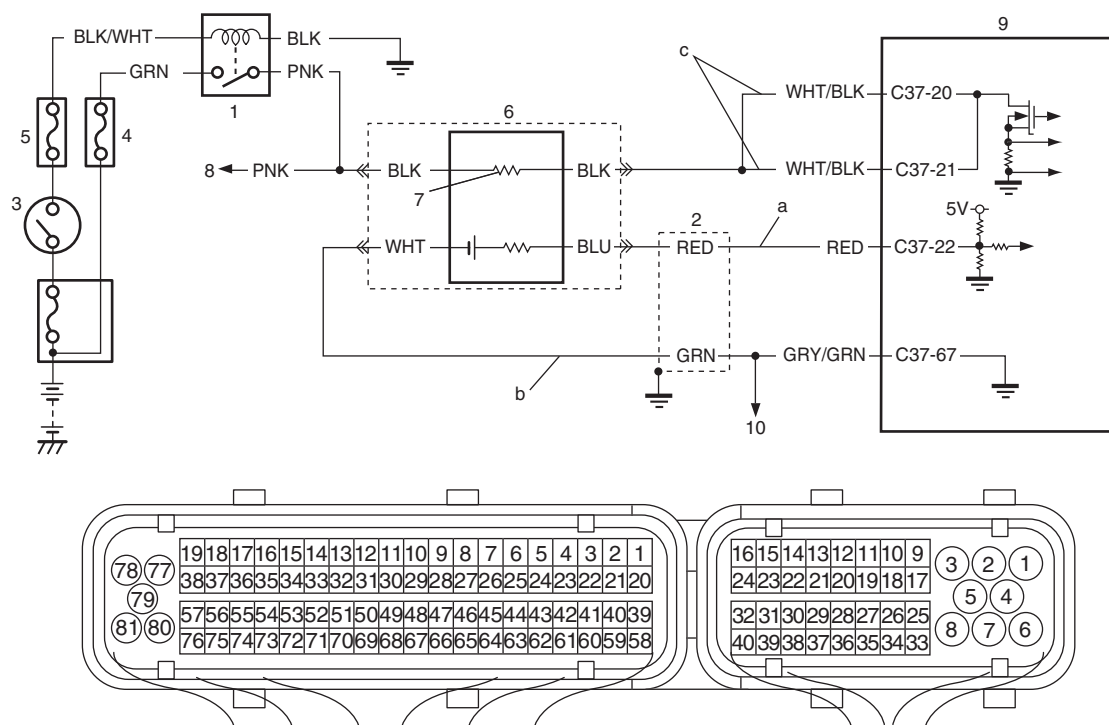 9
BLK/WHT
BLK
c
GRN
PNK
WHT/BLK
C37-20
1
6
5
4
8
PNK
BLK
BLK
WHT/BLK
C37-21
7
3
2
a
5V
WHT
BLU
RED
RED
C37-22
GRN
GRY/GRN
C37-67
b
10
19 18 17 16 15 14 13 12 11 10 9 8 7 6 5 4 3 2 1
38 37 36 35 34 33 32 31 30 29 28 27 26 25 24 23 22 21 20
57 56 55 54 53 52 51 50 49 48 47 46 45 44 43 42 41 40 39
76 75 74 73 72 71 70 69 68 67 66 65 64 63 62 61 60 59 58
78 77
79
81 80
16 15 14 13 12 11 10 9
24 23 22 21 20 19 18 17
32 31 30 29 28 27 26 25
40 39 38 37 36 35 34 33
3 2 1
5 4
8 7 6